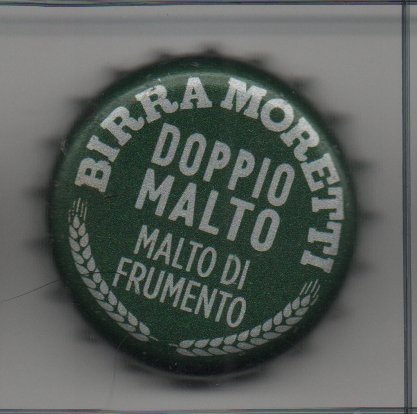 BIRRA MORETTI
DOPPIO
MALTO
MALTO DI
FRUMENTO